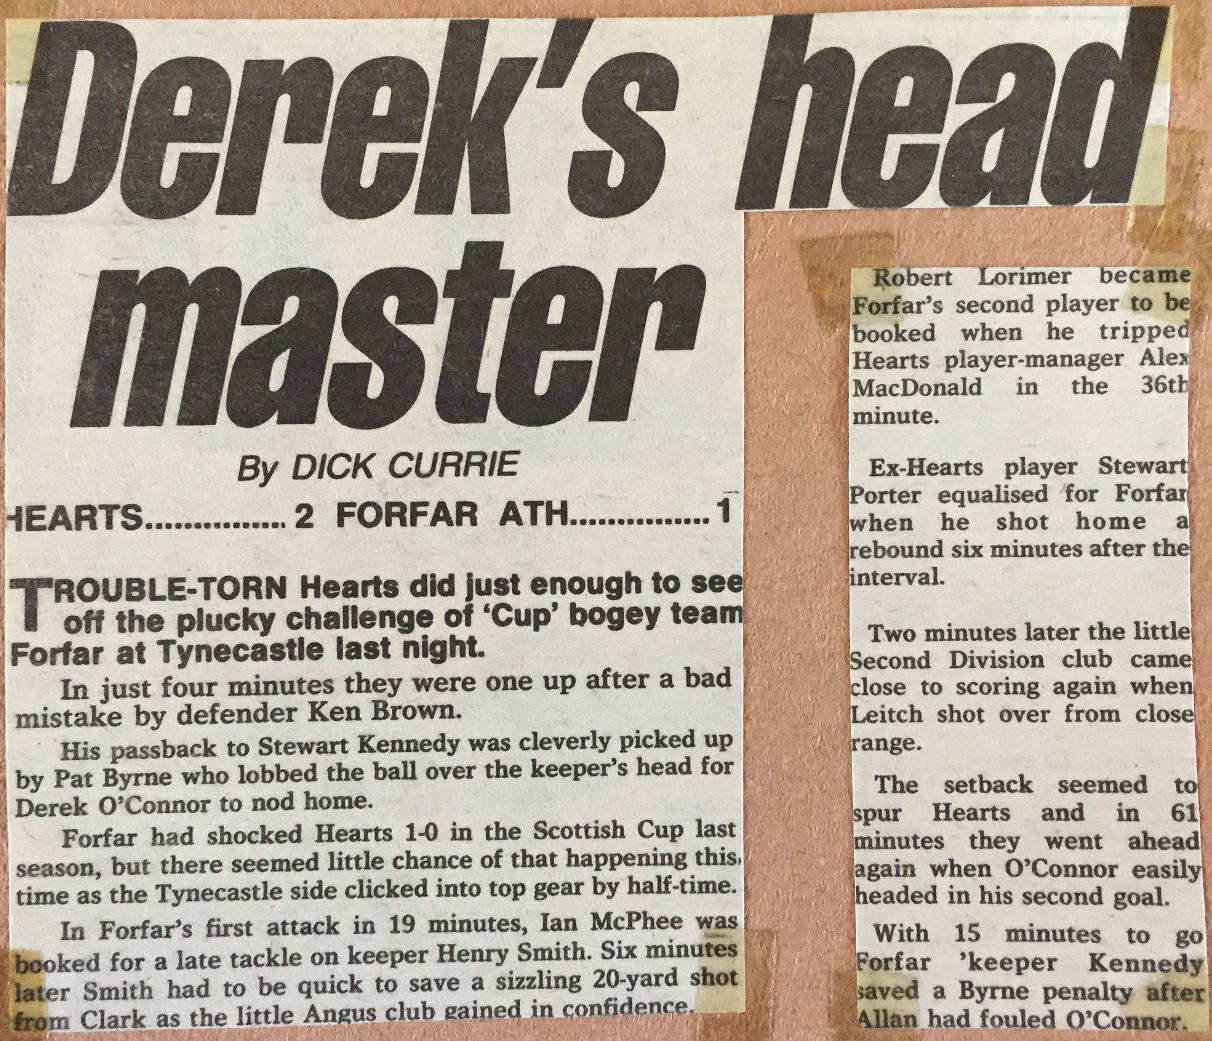 Derek's head
master
By DICK CURRIE
HEARTS............... 2 FORFAR ATH............... 1
TROUBLE-TORN Hearts did just enough to see
off the plucky challenge of ‘Cup’ bogey team
Forfar at Tynecastle last night.
In just four minutes they were one up after a bad
mistake by defender Ken Brown.
His passback to Stewart Kennedy was cleverly picked up
by Pat Byrne who lobbed the ball over the keeper's head for
Derek O'Connor to nod home.
Forfar had shocked Hearts 1-0 in the Scottish Cup last
season, but there seemed little chance of that happening this
time as the Tynecastle side clicked into top gear by half-time.
In Forfar's first attack in 19 minutes, Ian McPhee was
booked for a late tackle on keeper Henry Smith. Six minutes
later Smith had to be quick to save a sizzling 20-yard shot
from Clark as the little Angus club gained in confidence.
Robert Lorimer became
Forfar's second player to be
booked when he tripped
Hearts player-manager Alex
MacDonald in the 36th
minute.
Ex-Hearts player Stewart
Porter equalised for Forfar
when he shot home a
rebound six minutes after the
interval.
Two minutes later the little
Second Division club came
close to scoring again when
Leitch shot over from close
range.
The setback seemed to
spur Hearts and in 61
minutes they went ahead
again when O'Connor easily
headed in his second goal.
With 15 minutes to go
Forfar 'keeper Kennedy
saved a Byrne penalty after
Allan had fouled O'Connor.